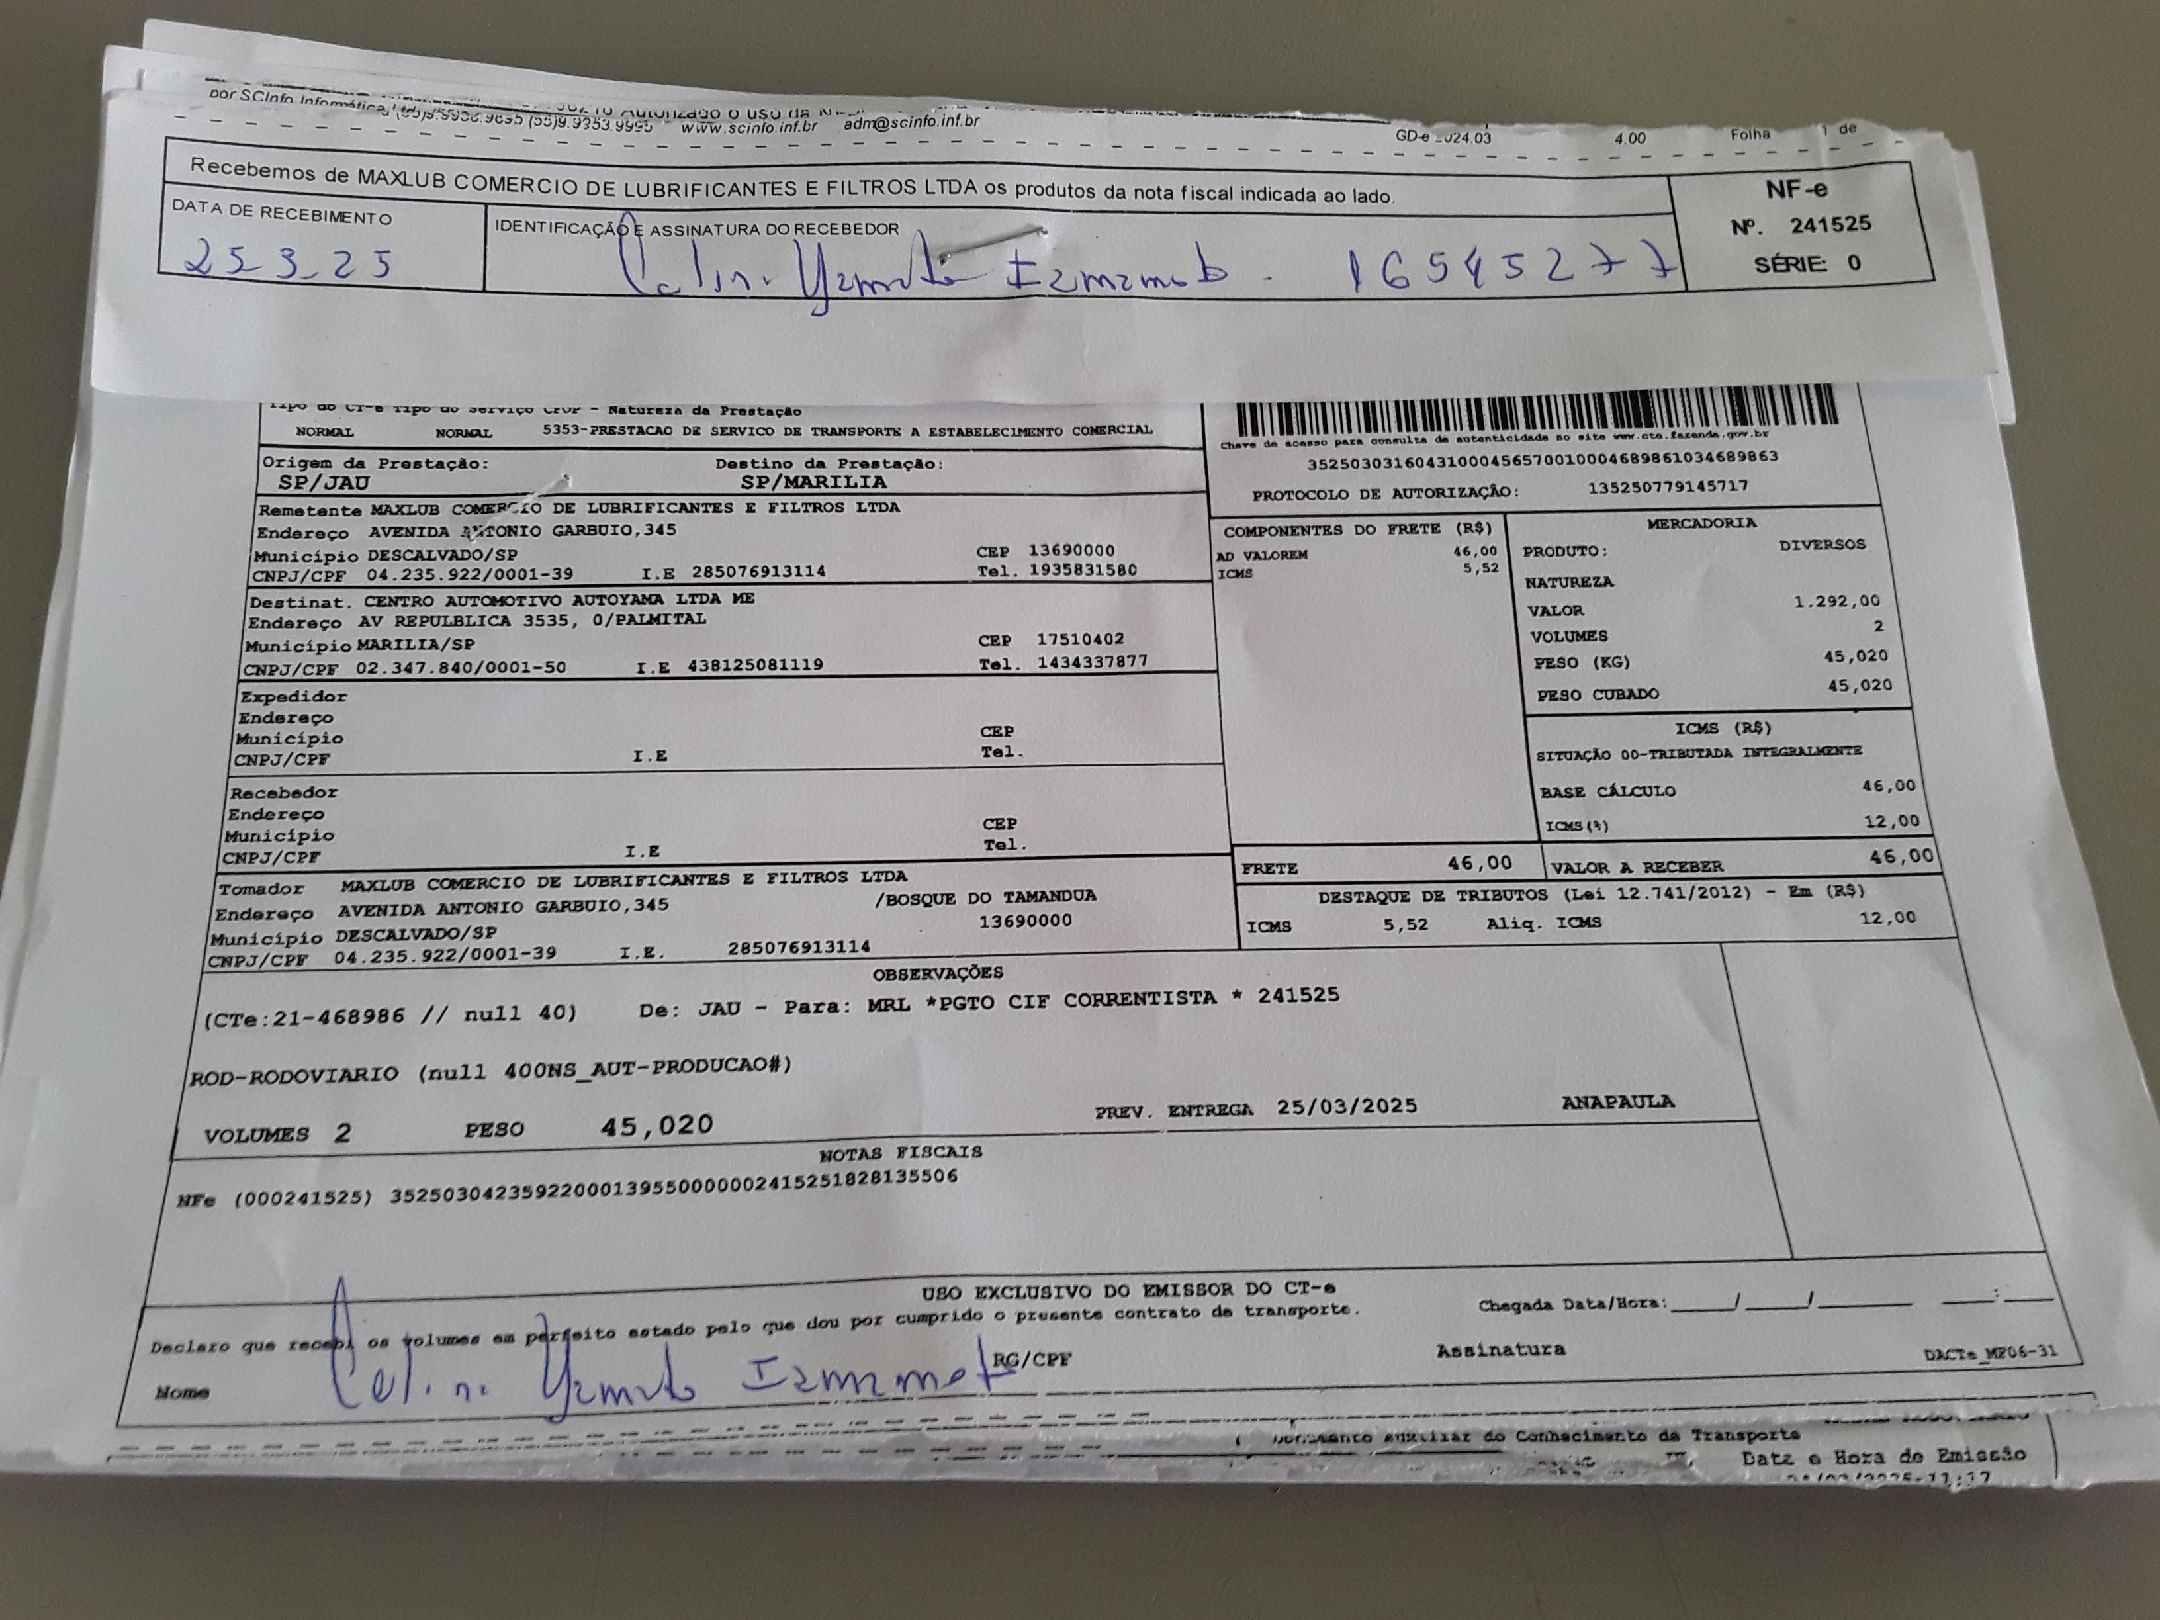 por SCInfo Informática
www.scinfo.inf.br adm@scinfo.inf.br GD-e 2024.03 4.00 Folha 1 de
Recebemos de MAXLUB COMERCIO DE LUBRIFICANTES E FILTROS LTDA os produtos da nota fiscal indicada ao lado.
NF-e
Nº. 241525
SÉRIE: 0
DATA DE RECEBIMENTO
25 3 25
IDENTIFICAÇÃO E ASSINATURA DO RECEBEDOR
16545277
Tipo do CT-e Tipo do Serviço CFOP - Natureza da Prestação
NORMAL NORMAL 5353-PRESTACAO DE SERVICO DE TRANSPORTE A ESTABELECIMENTO COMERCIAL
Chave de acesso para consulta de autenticidade no site www.cte.fazenda.gov.br
35250303160431000456570010004689861034689863
PROTOCOLO DE AUTORIZAÇÃO: 135250779145717
Origem da Prestação: Destino da Prestação:
SP/JAU SP/MARILIA
Remetente MAXLUB COMERCIO DE LUBRIFICANTES E FILTROS LTDA
Endereço AVENIDA ANTONIO GARBUIO,345
Município DESCALVADO/SP CEP 13690000
CNPJ/CPF 04.235.922/0001-39 I.E 285076913114 Tel. 1935831580
Destinat. CENTRO AUTOMOTIVO AUTOYAMA LTDA ME
Endereço AV REPULBLICA 3535, 0/PALMITAL
Município MARILIA/SP CEP 17510402
CNPJ/CPF 02.347.840/0001-50 I.E 438125081119 Tel. 1434337877
Expedidor
Endereço
Município CEP
CNPJ/CPF I.E Tel.
Recebedor
Endereço
Município CEP
CNPJ/CPF I.E Tel.
Tomador MAXLUB COMERCIO DE LUBRIFICANTES E FILTROS LTDA
Endereço AVENIDA ANTONIO GARBUIO,345 /BOSQUE DO TAMANDUA
Município DESCALVADO/SP 13690000
CNPJ/CPF 04.235.922/0001-39 I.E. 285076913114
COMPONENTES DO FRETE (R$)
AD VALOREM 46,00
ICMS 5,52
MERCADORIA
PRODUTO: DIVERSOS
NATUREZA
VALOR 1.292,00
VOLUMES 2
PESO (KG) 45,020
PESO CUBADO 45,020
ICMS (R$)
SITUAÇÃO 00-TRIBUTADA INTEGRALMENTE
BASE CÁLCULO 46,00
ICMS(%) 12,00
FRETE 46,00 VALOR A RECEBER 46,00
DESTAQUE DE TRIBUTOS (Lei 12.741/2012) - Em (R$)
ICMS 5,52 Aliq. ICMS 12,00
OBSERVAÇÕES
(CTe:21-468986 // null 40) De: JAU - Para: MRL *PGTO CIF CORRENTISTA * 241525
ROD-RODOVIARIO (null 400NS_AUT-PRODUCAO#)
VOLUMES 2 PESO 45,020 PREV. ENTREGA 25/03/2025 ANAPAULA
NOTAS FISCAIS
NFe (000241525) 35250304235922000139550000002415251828135506
USO EXCLUSIVO DO EMISSOR DO CT-e
Declaro que recebi os volumes em perfeito estado pelo que dou por cumprido o presente contrato de transporte.
Chegada Data/Hora:____/____/______ ___:___
Nome RG/CPF Assinatura
DACTe_MP06-31
Documento Auxiliar do Conhecimento de Transporte
Data e Hora de Emissão